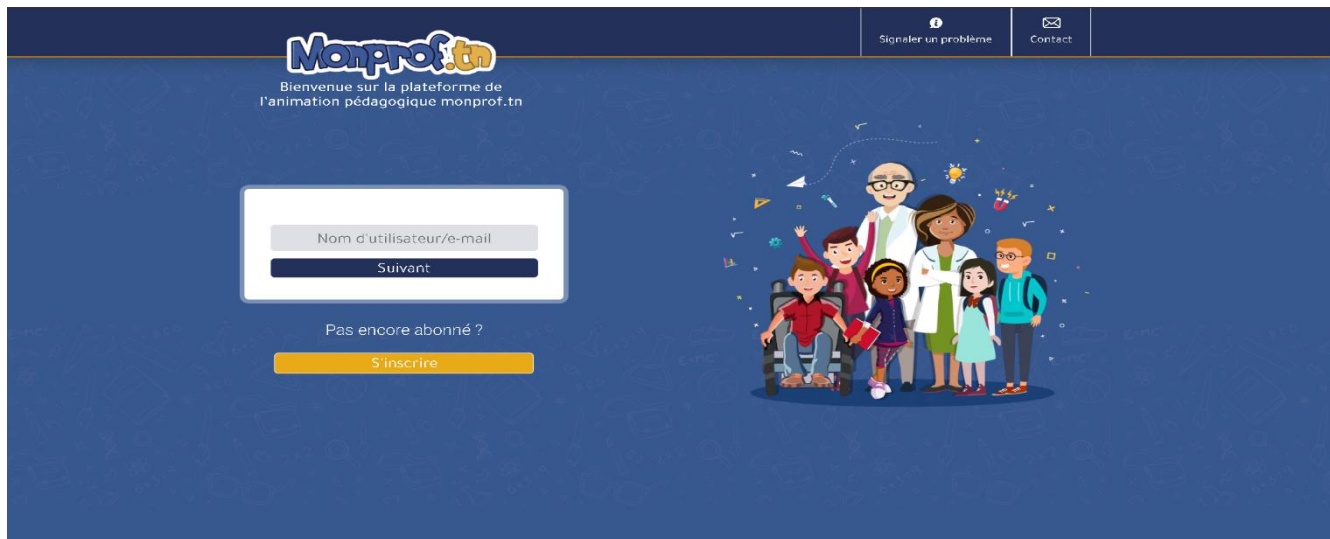 Monprof.tn
Signaler un problème
Contact
Bienvenue sur la plateforme de
l'animation pédagogique monprof.tn
Nom d'utilisateur/e-mail
Suivant
Pas encore abonné ?
S'inscrire